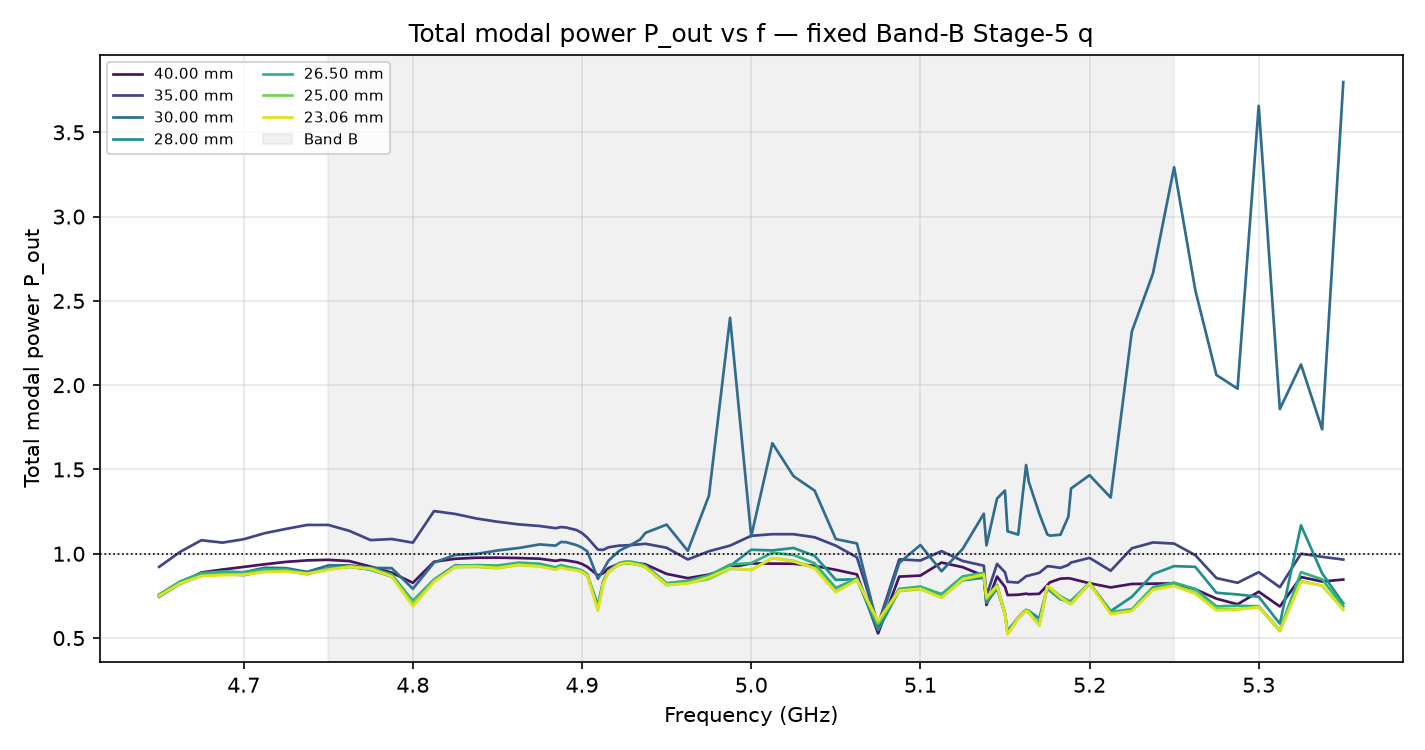 Total modal power P_out vs f — fixed Band-B Stage-5 q
40.00 mm
35.00 mm
30.00 mm
28.00 mm
26.50 mm
25.00 mm
23.06 mm
Band B
Total modal power P_out
3.5
3.0
2.5
2.0
1.5
1.0
0.5
4.7 4.8 4.9 5.0 5.1 5.2 5.3
Frequency (GHz)